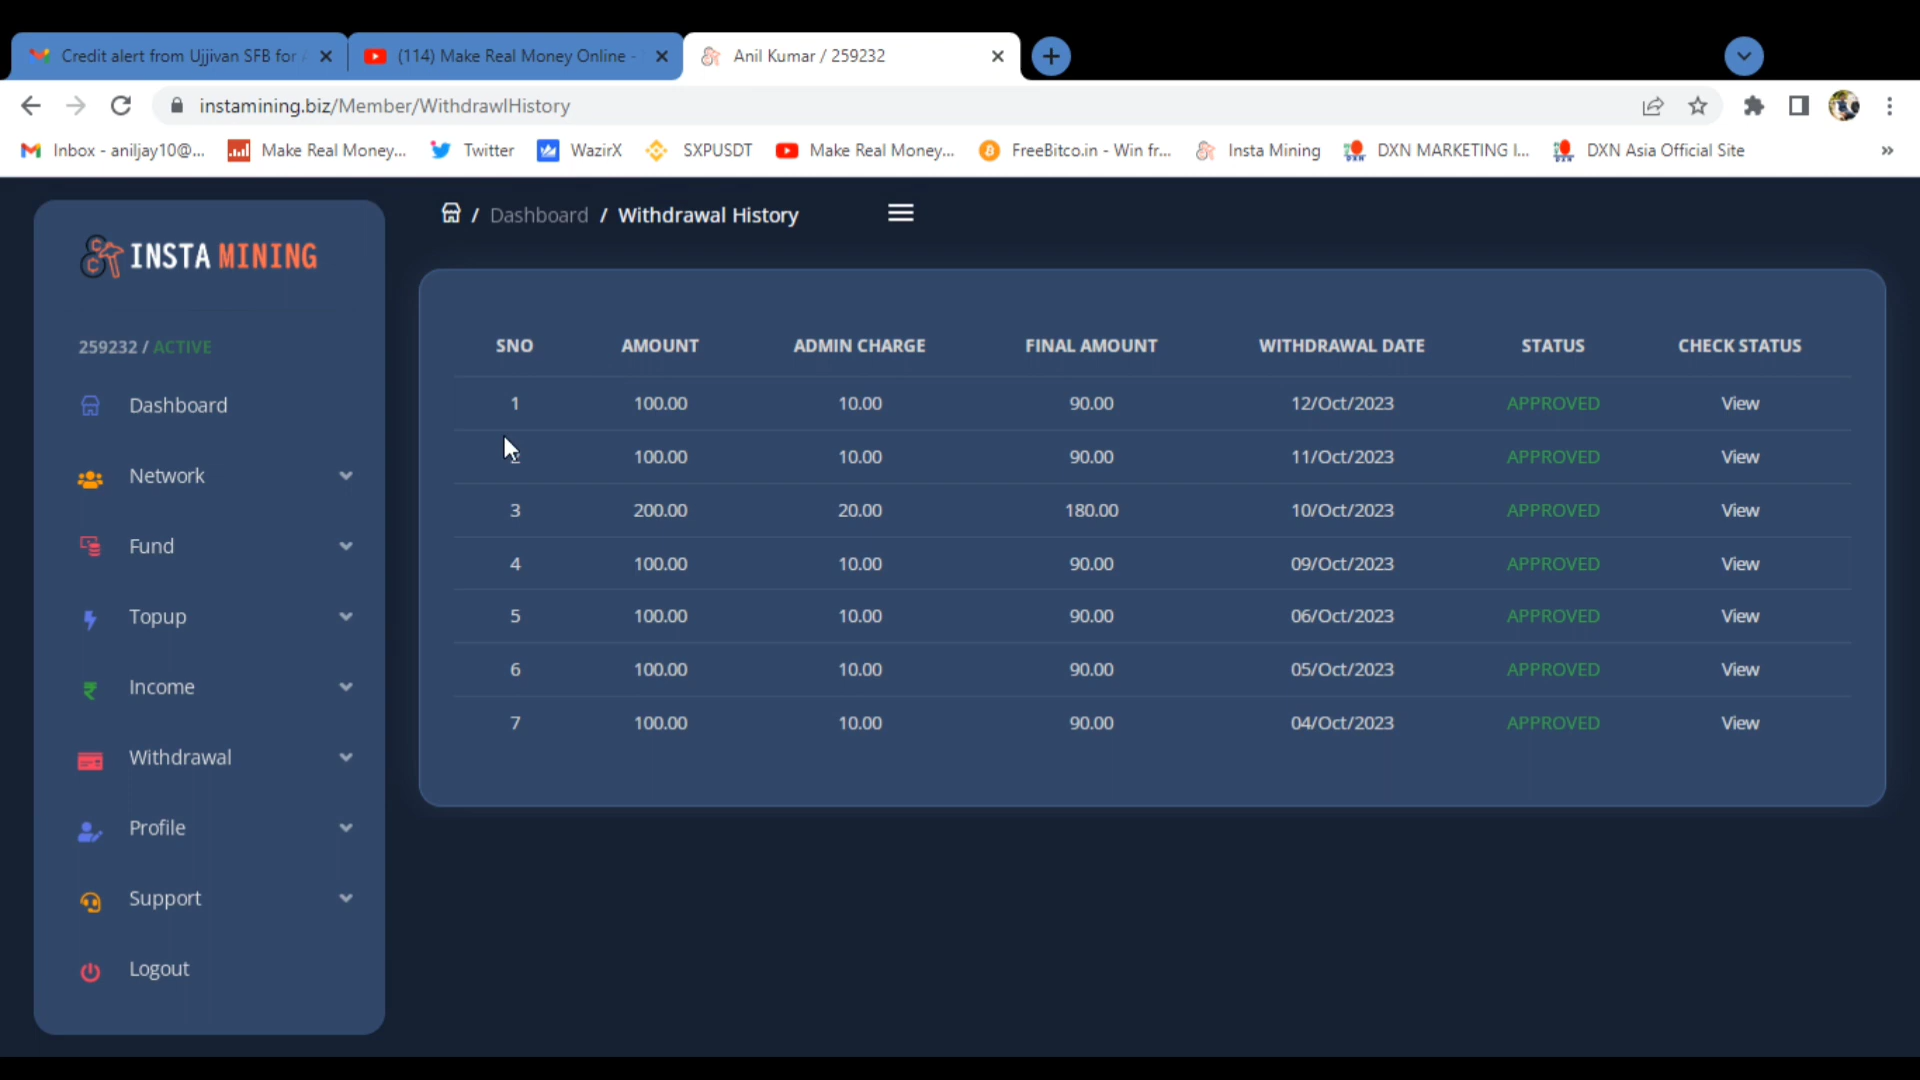 Credit alert from Ujjivan SFB for
(114) Make Real Money Online -
Anil Kumar / 259232
instamining.biz/Member/WithdrawlHistory
Inbox - aniljay10@...
Make Real Money...
Twitter
WazirX
SXPUSDT
Make Real Money...
FreeBitco.in - Win fr...
Insta Mining
DXN MARKETING I...
DXN Asia Official Site
»
INSTA MINING
259232 / ACTIVE
Dashboard
Network
Fund
Topup
Income
Withdrawal
Profile
Support
Logout
/ Dashboard / Withdrawal History
SNO AMOUNT ADMIN CHARGE FINAL AMOUNT WITHDRAWAL DATE STATUS CHECK STATUS
1 100.00 10.00 90.00 12/Oct/2023 APPROVED View
2 100.00 10.00 90.00 11/Oct/2023 APPROVED View
3 200.00 20.00 180.00 10/Oct/2023 APPROVED View
4 100.00 10.00 90.00 09/Oct/2023 APPROVED View
5 100.00 10.00 90.00 06/Oct/2023 APPROVED View
6 100.00 10.00 90.00 05/Oct/2023 APPROVED View
7 100.00 10.00 90.00 04/Oct/2023 APPROVED View